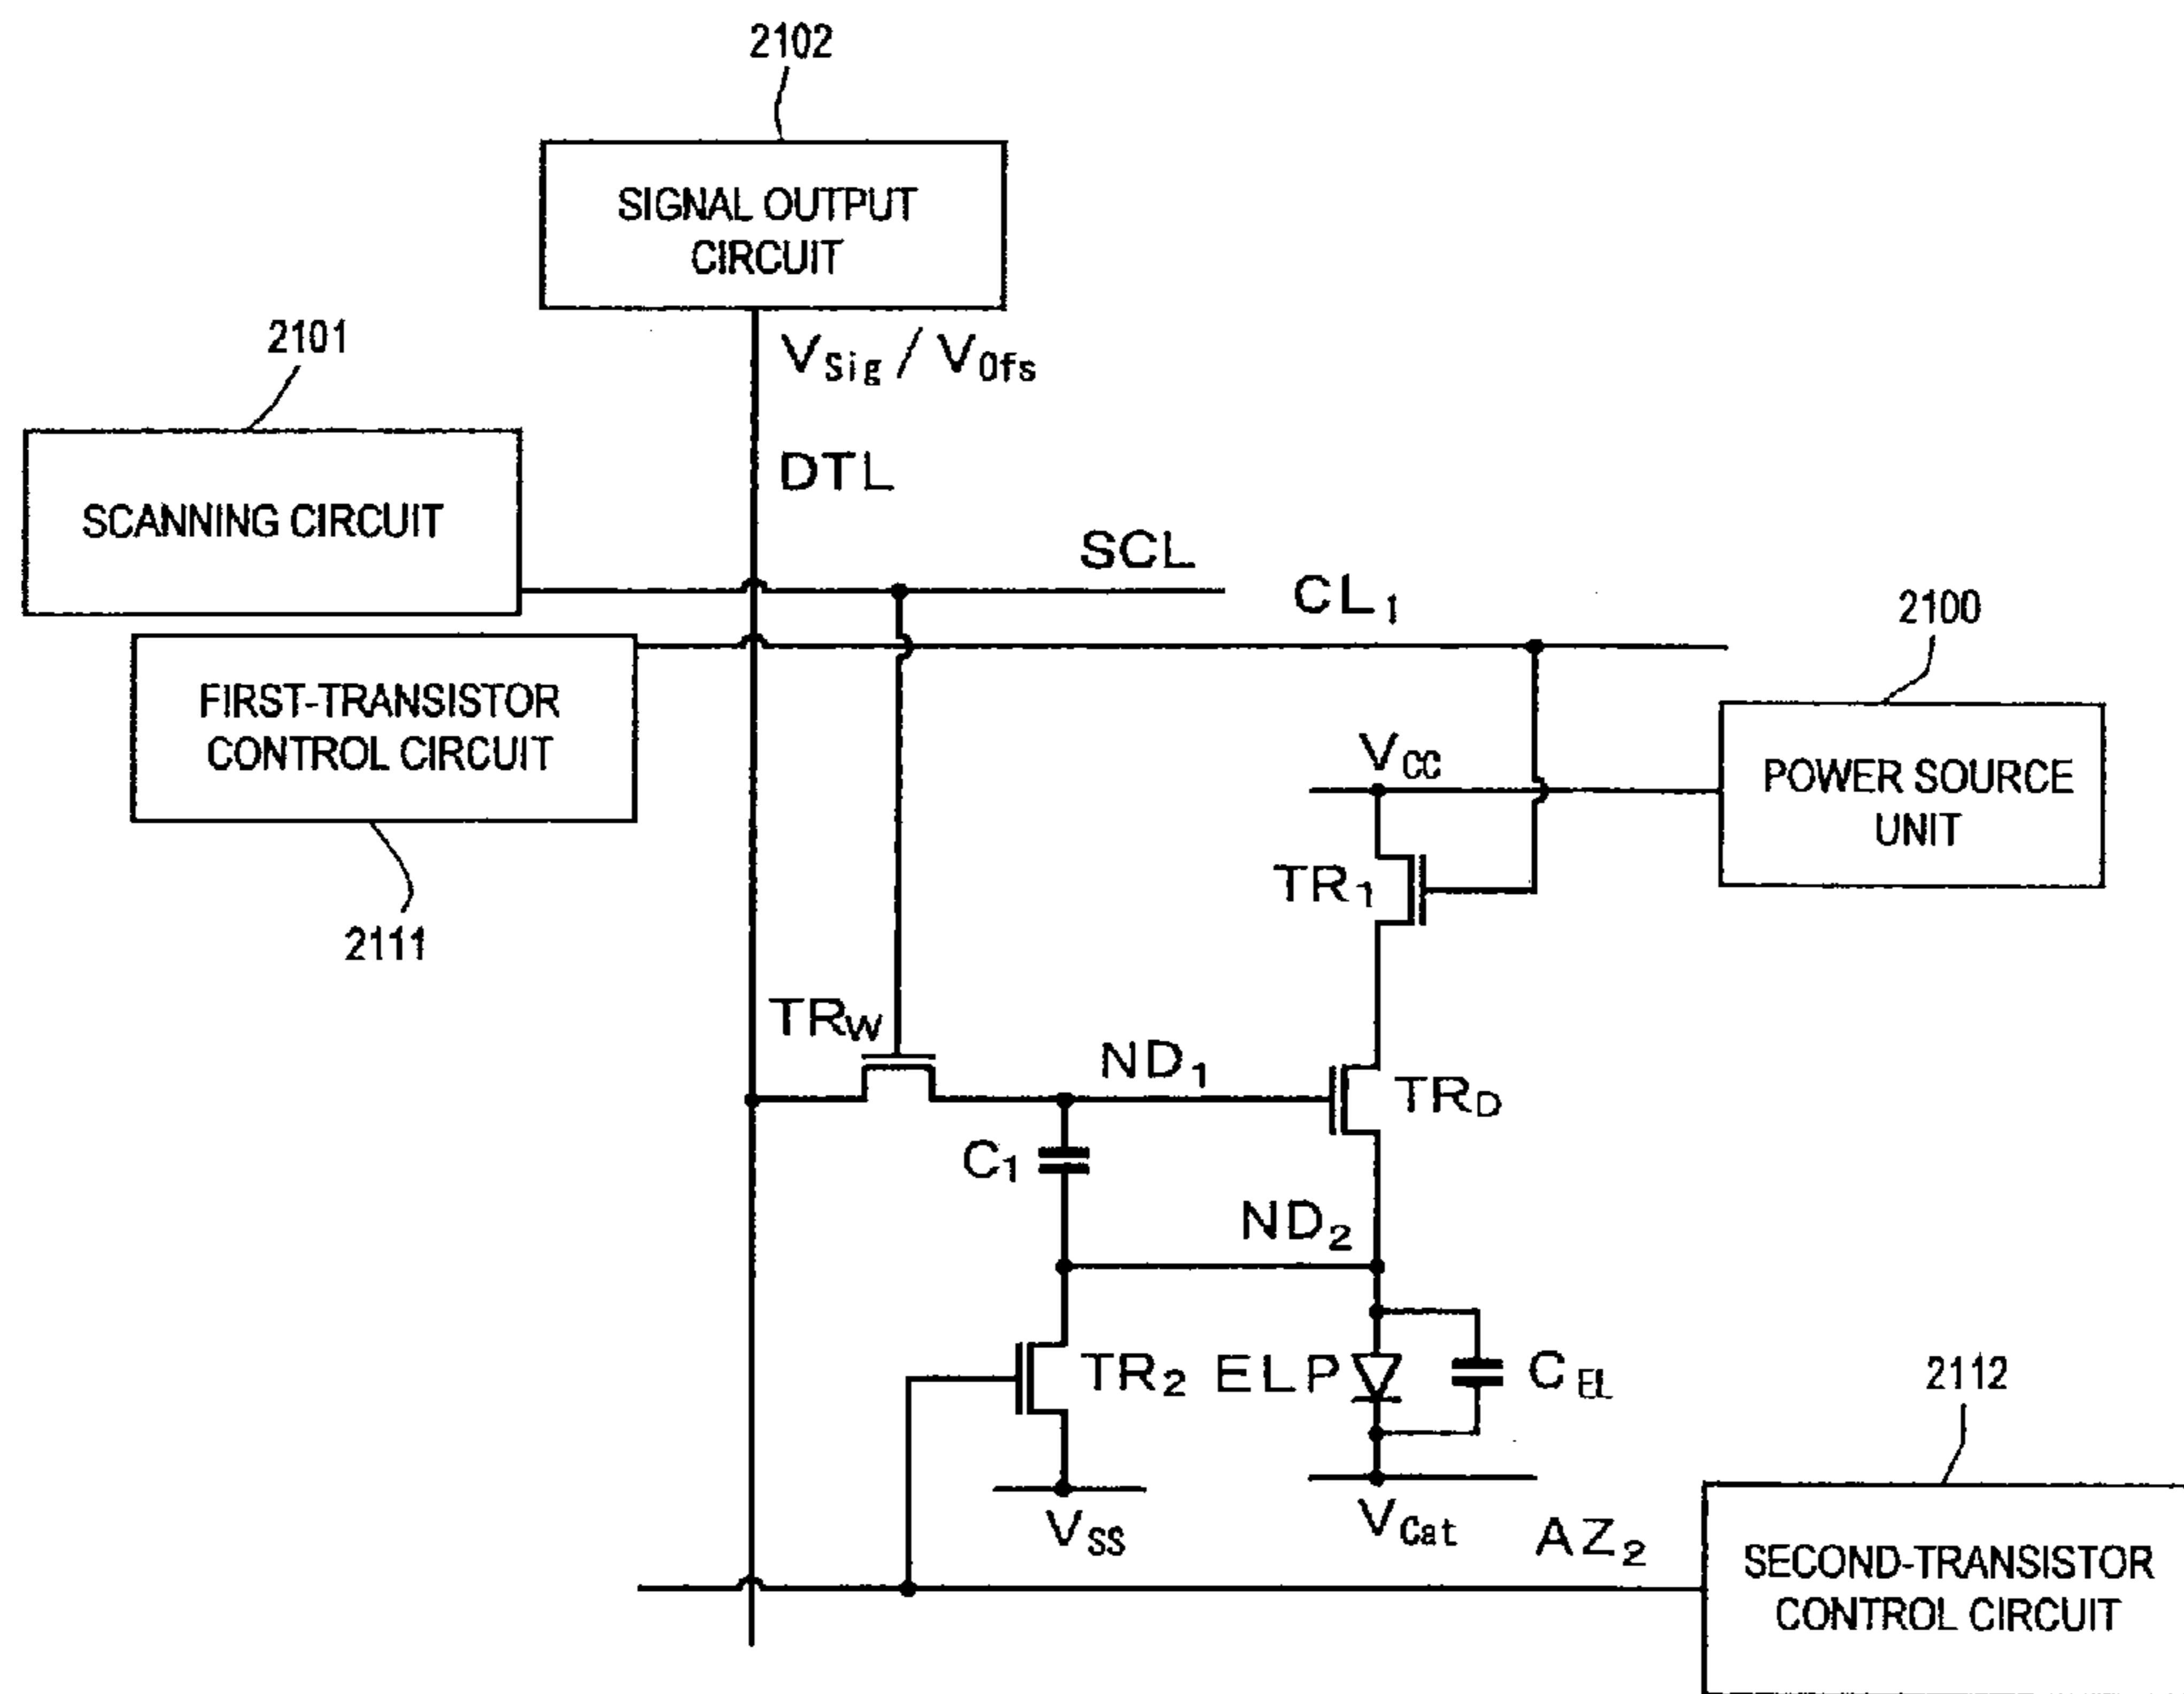 2102
SIGNAL OUTPUT
CIRCUIT
2101
VSig / VOfs
DTL
SCANNING CIRCUIT
SCL
CL1
2100
FIRST-TRANSISTOR
CONTROL CIRCUIT
VCC
POWER SOURCE
UNIT
TR1
2111
TRW
ND1
TRD
C1
ND2
TR2
ELP
CEL
2112
VSS
VCat
AZ2
SECOND-TRANSISTOR
CONTROL CIRCUIT